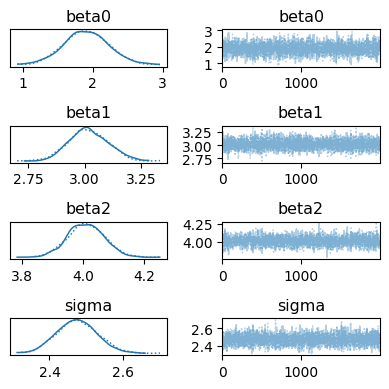 beta0 beta0
3
2
1
1 2 3 0 1000
beta1 beta1
3.25
3.00
2.75
2.75 3.00 3.25 0 1000
beta2 beta2
4.25
4.00
3.8 4.0 4.2 0 1000
sigma sigma
2.6
2.4
2.4 2.6 0 1000